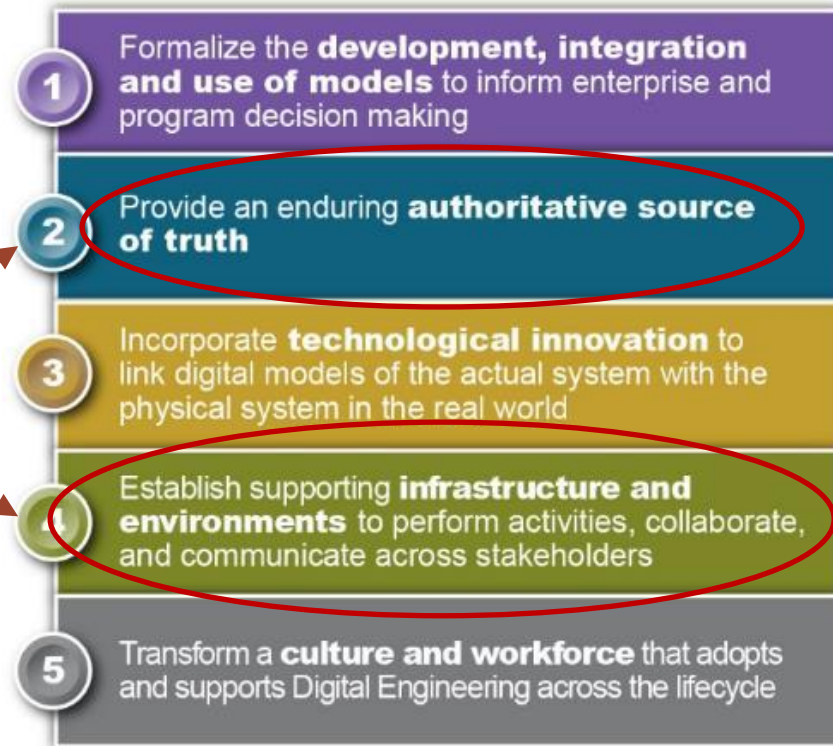 1
Formalize the development, integration
and use of models to inform enterprise and
program decision making
2
Provide an enduring authoritative source
of truth
3
Incorporate technological innovation to
link digital models of the actual system with the
physical system in the real world
4
Establish supporting infrastructure and
environments to perform activities, collaborate,
and communicate across stakeholders
5
Transform a culture and workforce that adopts
and supports Digital Engineering across the lifecycle